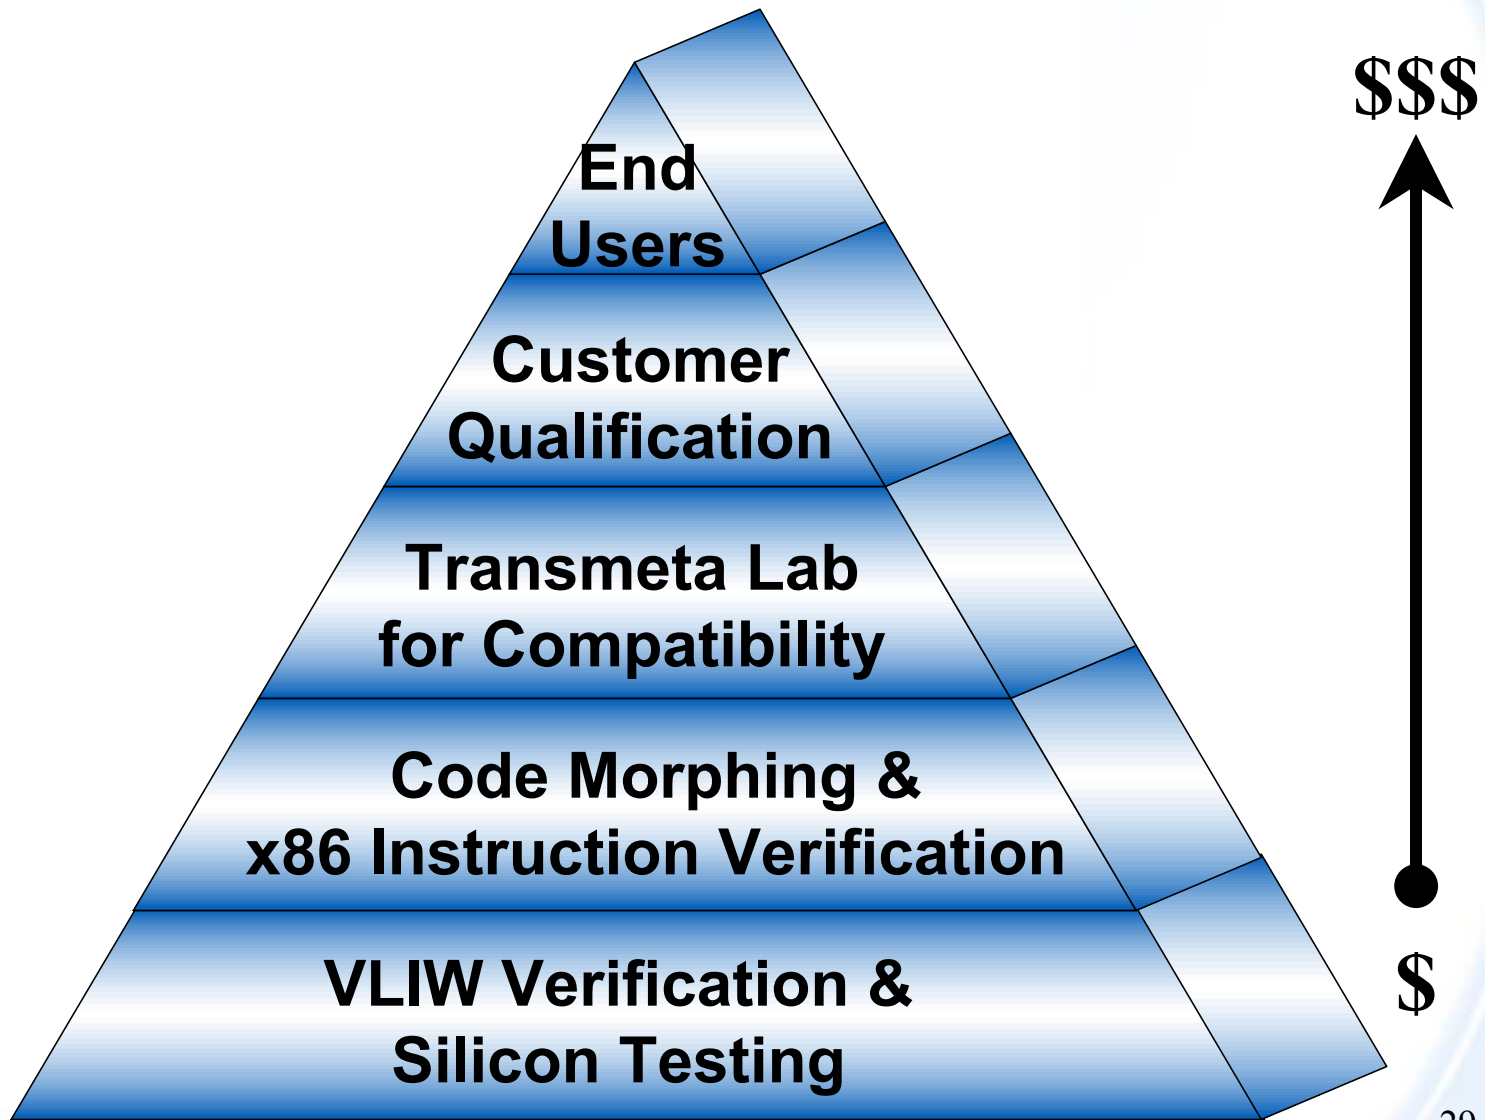 $$$
End
Users
Customer
Qualification
Transmeta Lab
for Compatibility
Code Morphing &
x86 Instruction Verification
VLIW Verification &
Silicon Testing
$